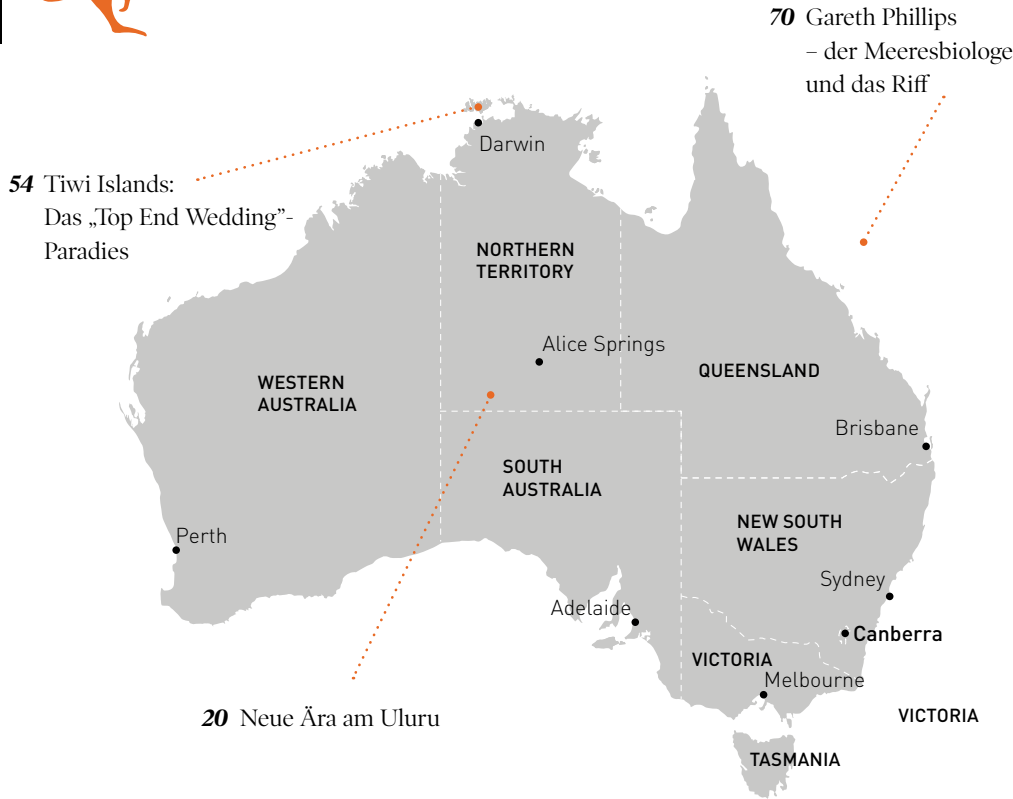 70 Gareth Phillips
– der Meeresbiologe
und das Riff
Darwin
54 Tiwi Islands:
Das „Top End Wedding”-
Paradies
NORTHERN
TERRITORY
Alice Springs
QUEENSLAND
WESTERN
AUSTRALIA
Brisbane
SOUTH
AUSTRALIA
NEW SOUTH
WALES
Perth
Sydney
Adelaide
Canberra
VICTORIA
Melbourne
20 Neue Ära am Uluru
VICTORIA
TASMANIA